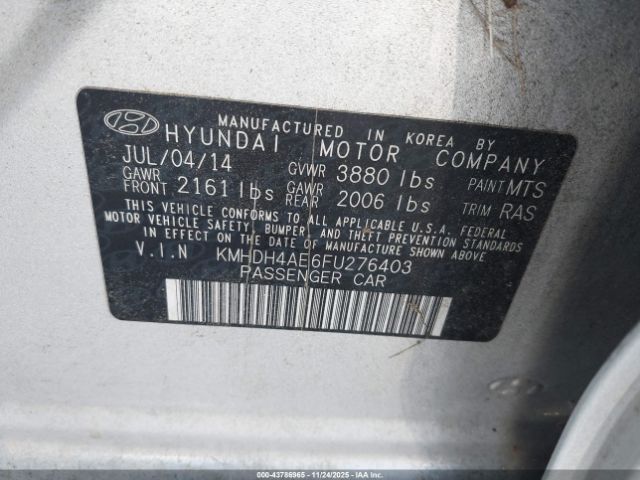 MANUFACTURED IN KOREA BY
HYUNDAI MOTOR COMPANY
JUL/04/14 GVWR 3880 lbs PAINT MTS
GAWR FRONT 2161 lbs GAWR REAR 2006 lbs TRIM RAS
THIS VEHICLE CONFORMS TO ALL APPLICABLE U.S.A. FEDERAL
MOTOR VEHICLE SAFETY, BUMPER, AND THEFT PREVENTION STANDARDS
IN EFFECT ON THE DATE OF MANUFACTURE SHOWN ABOVE.
V.I.N KMHDH4AE6FU276403
PASSENGER CAR
000-43786965 - 11/24/2025 - IAA Inc.